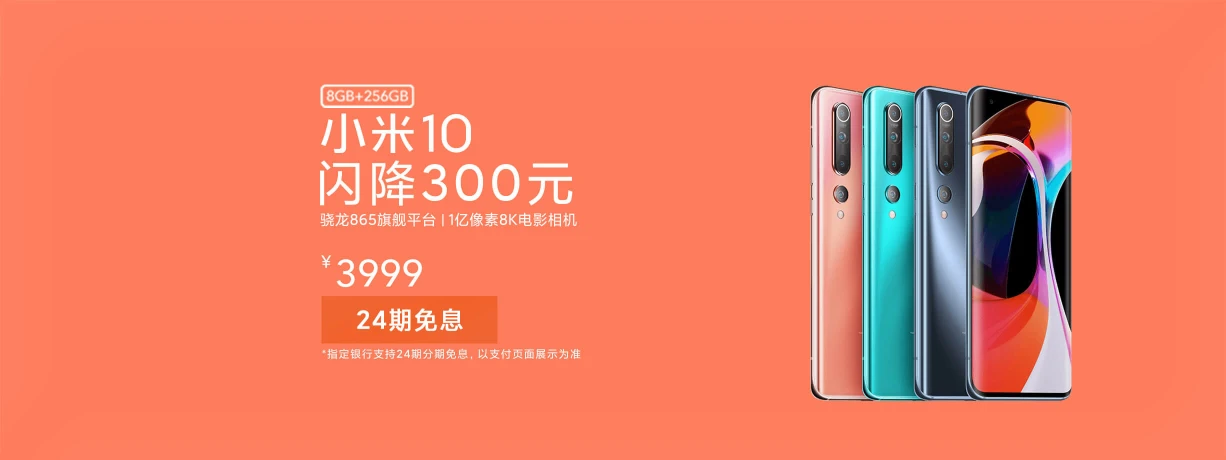 8GB+256GB
小米10
闪降300元
骁龙865旗舰平台 | 1亿像素8K电影相机
¥ 3999
24期免息
*指定银行支持24期分期免息，以支付页面展示为准